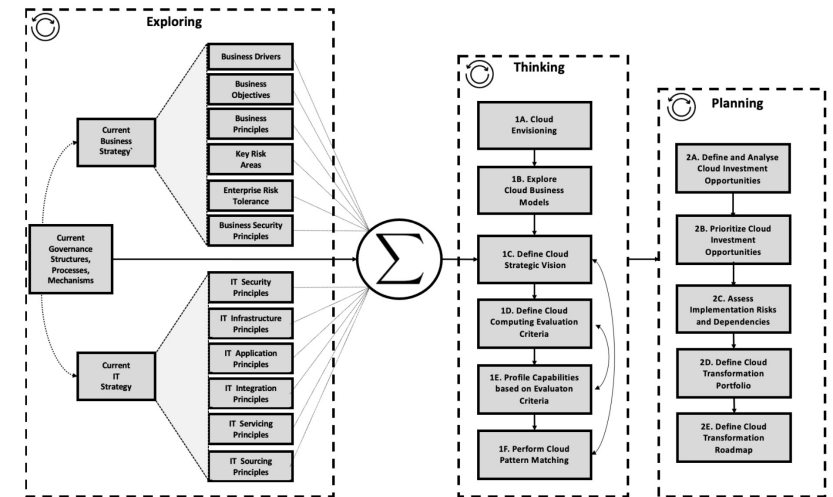 Exploring
Business Drivers
Business
Objectives
Business
Principles
Key Risk
Areas
Enterprise Risk
Tolerance
Business Security
Principles
Current
Business
Strategy`
Current
Governance
Structures,
Processes,
Mechanisms
Current
IT
Strategy
IT Security
Principles
IT Infrastructure
Principles
IT Application
Principles
IT Integration
Principles
IT Servicing
Principles
IT Sourcing
Principles
Σ
Thinking
1A. Cloud
Envisioning
1B. Explore
Cloud Business
Models
1C. Define Cloud
Strategic Vision
1D. Define Cloud
Computing Evaluation
Criteria
1E. Profile Capabilities
based on Evaluaton
Criteria
1F. Perform Cloud
Pattern Matching
Planning
2A. Define and Analyse
Cloud Investment
Opportunities
2B. Prioritize Cloud
Investment
Opportunities
2C. Assess
Implementation Risks
and Dependencies
2D. Define Cloud
Transformation
Portfolio
2E. Define Cloud
Transformation
Roadmap